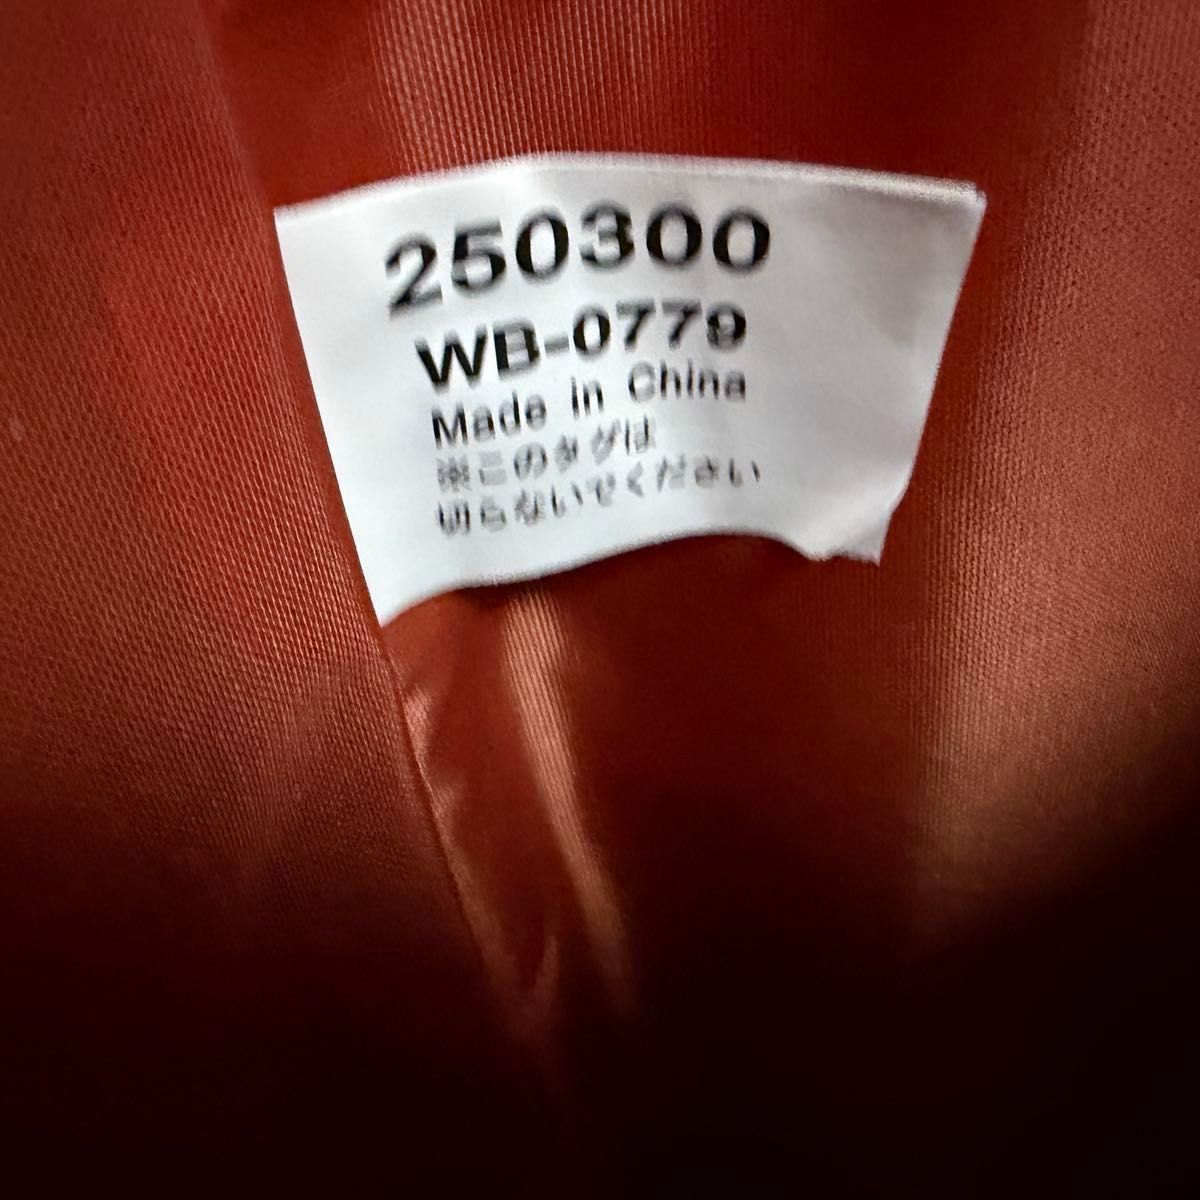 250300
WB-0779
Made in China
※このタグは
切らないでください